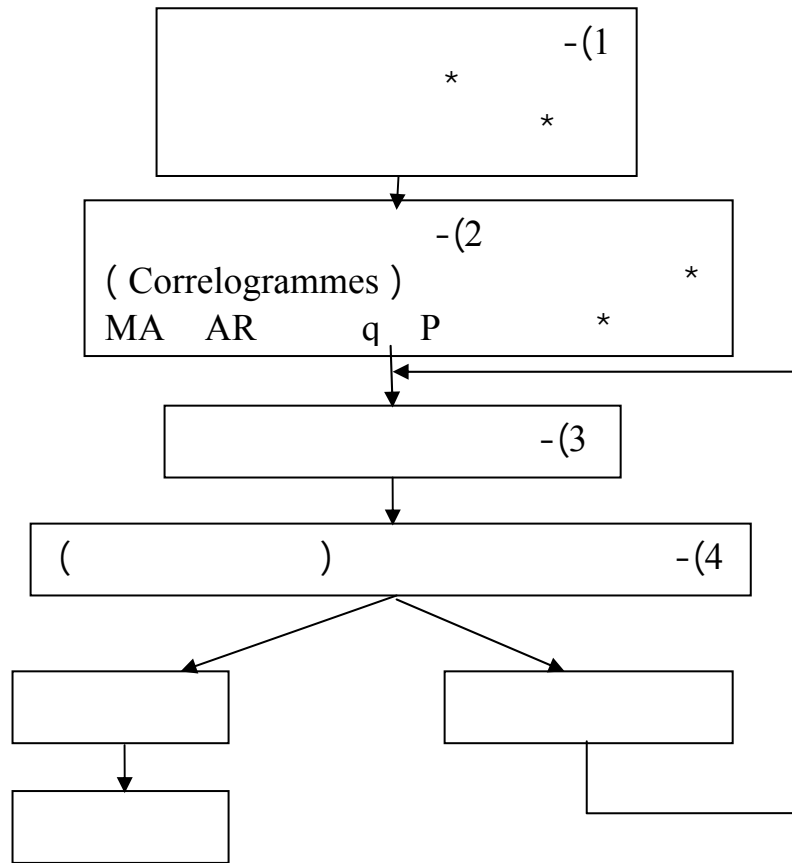 -(1
*
*
-(2
* ( Correlogrammes )
* P q AR MA
-(3
-(4 ( )